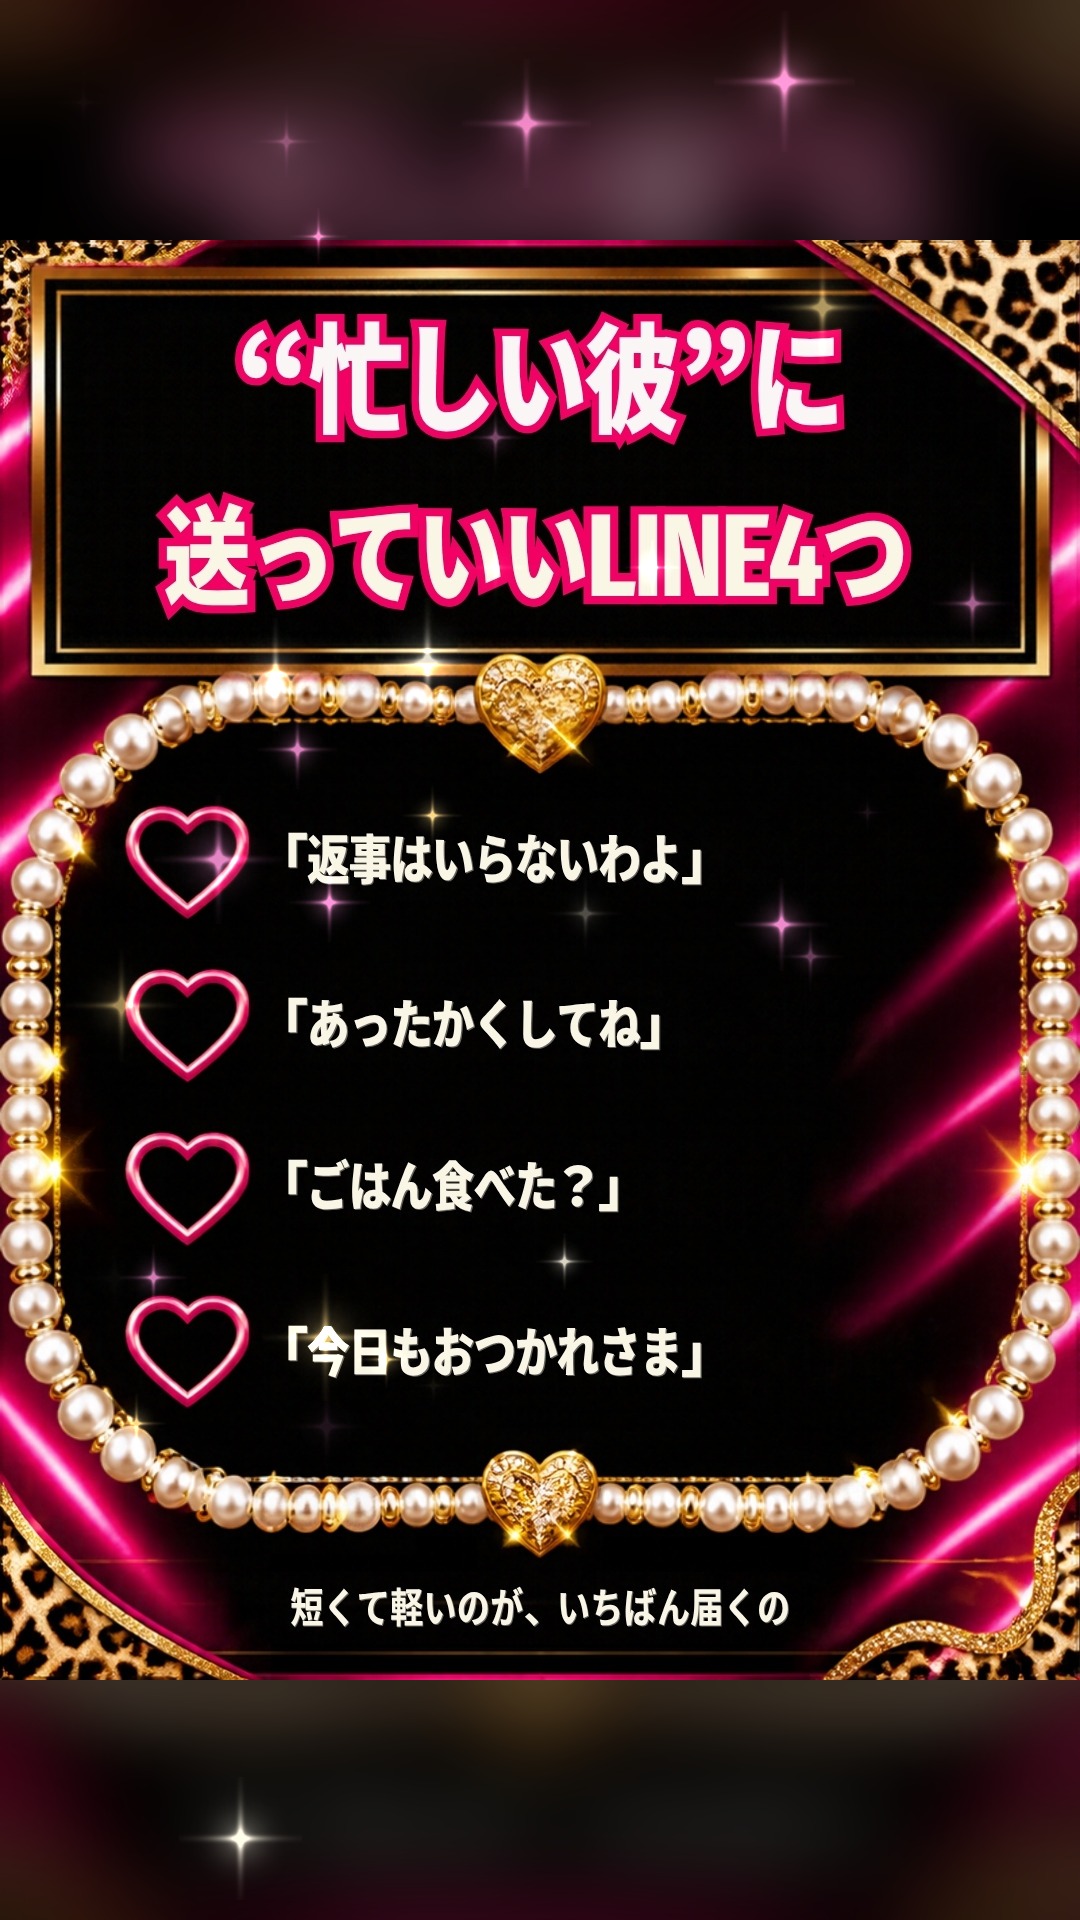 “忙しい彼”に
送っていいLINE4つ
「返事はいらないわよ」
「あったかくしてね」
「ごはん食べた？」
「今日もおつかれさま」
短くて軽いのが、いちばん届くの